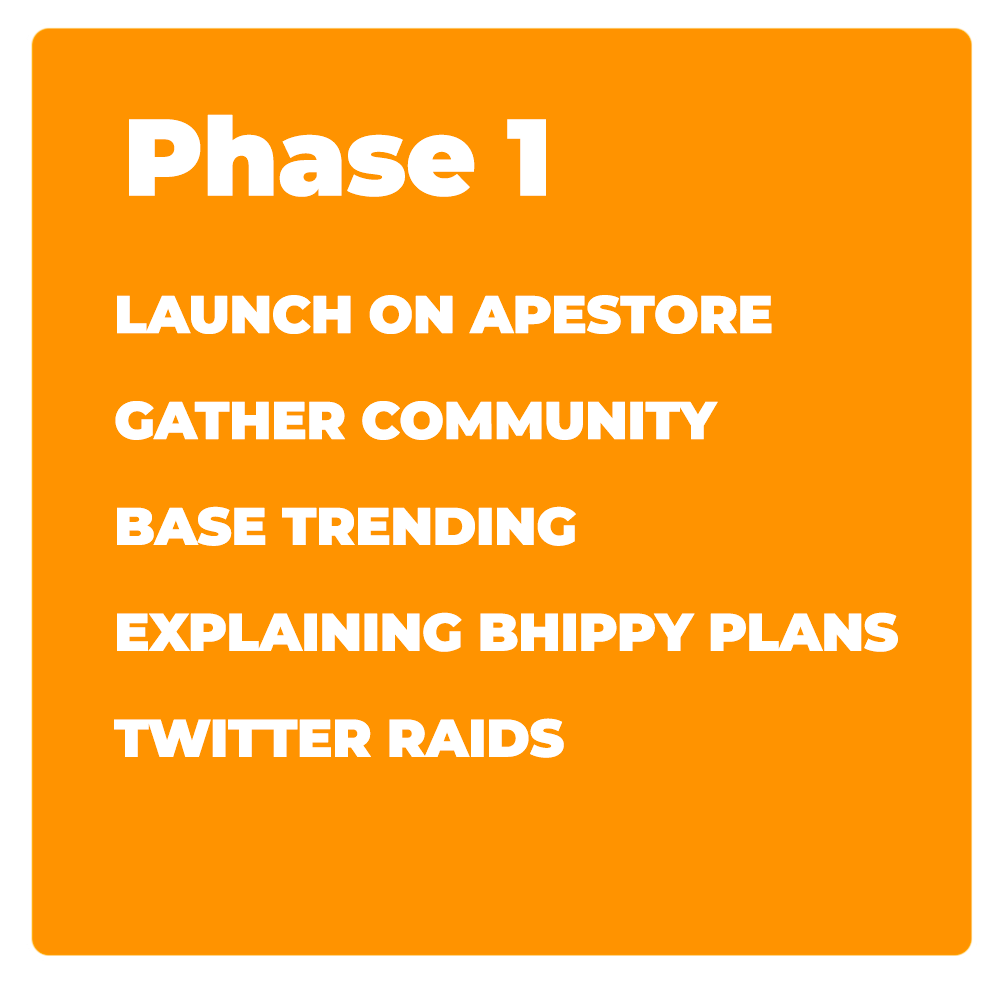 Phase 1
LAUNCH ON APESTORE
GATHER COMMUNITY
BASE TRENDING
EXPLAINING BHIPPY PLANS
TWITTER RAIDS